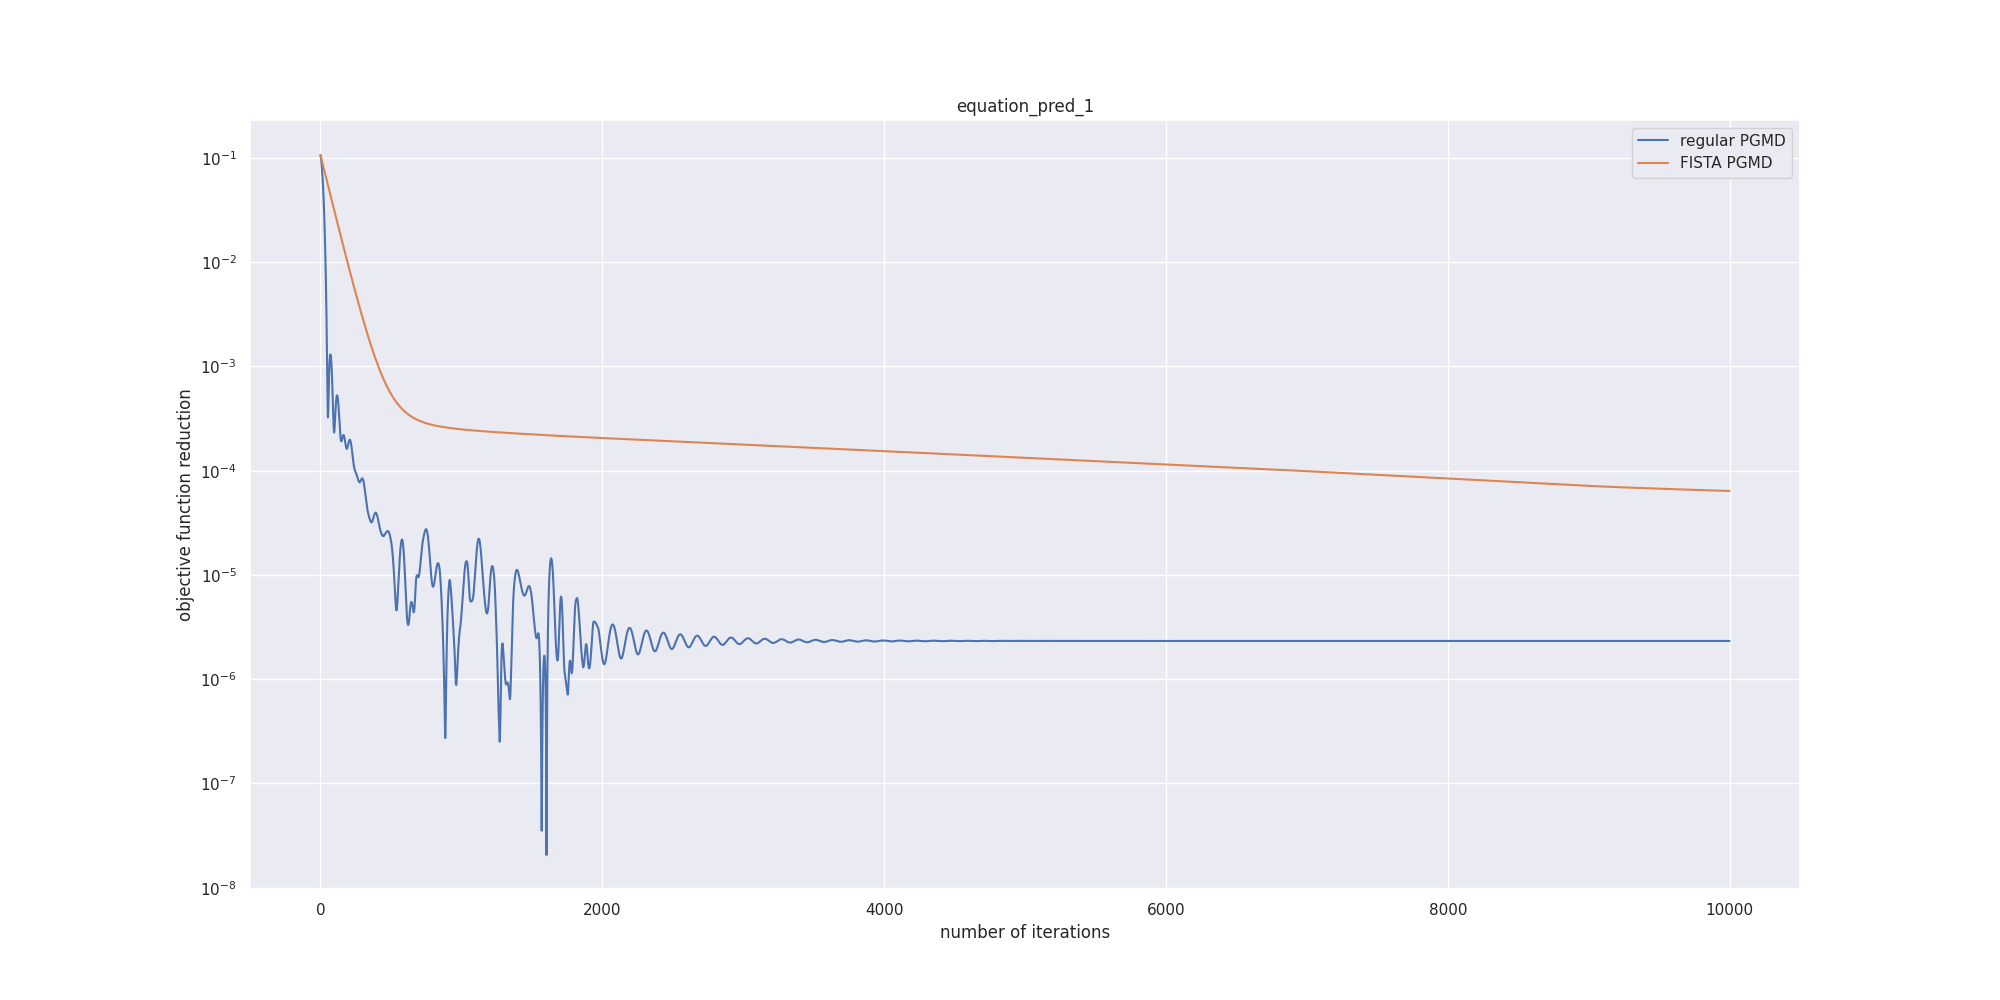 equation_pred_1
regular PGMD
FISTA PGMD
objective function reduction
10⁻¹
10⁻²
10⁻³
10⁻⁴
10⁻⁵
10⁻⁶
10⁻⁷
10⁻⁸
0 2000 4000 6000 8000 10000
number of iterations